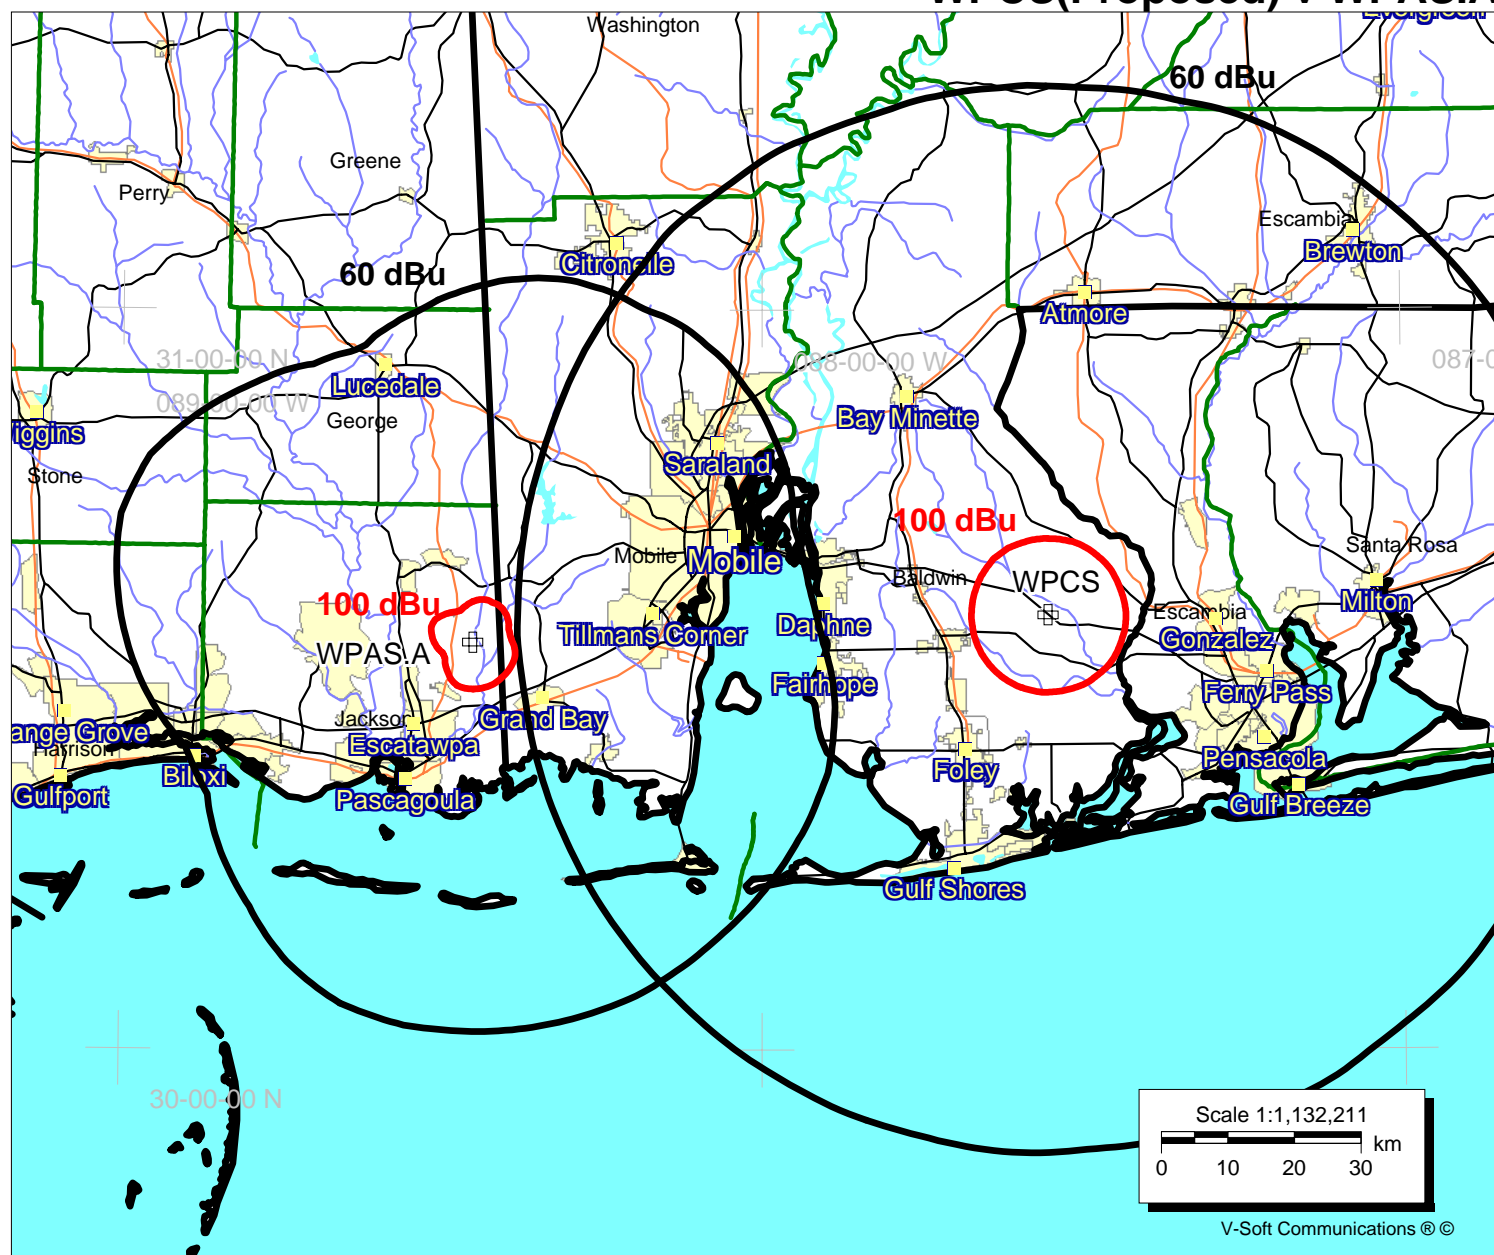 Washington
60 dBu
Greene
Perry
Escambia
Brewton
Citronelle
60 dBu
Atmore
31-00-00 N
088-00-00 W
Lucedale
089-00-00 W
George
Bay Minette
iggins
Stone
Saraland
100 dBu
Mobile
Mobile
Santa Rosa
Baldwin
WPCS
Milton
100 dBu
Escambia
Tillmans Corner
Daphne
Gonzalez
WPAS.A
Fairhope
Ferry Pass
Jackson
Grand Bay
ange Grove
Harrison
Escatawpa
Biloxi
Foley
Pensacola
Gulfport
Pascagoula
Gulf Breeze
Gulf Shores
30-00-00 N
Scale 1:1,132,211
km
0 10 20 30
V-Soft Communications ® ©